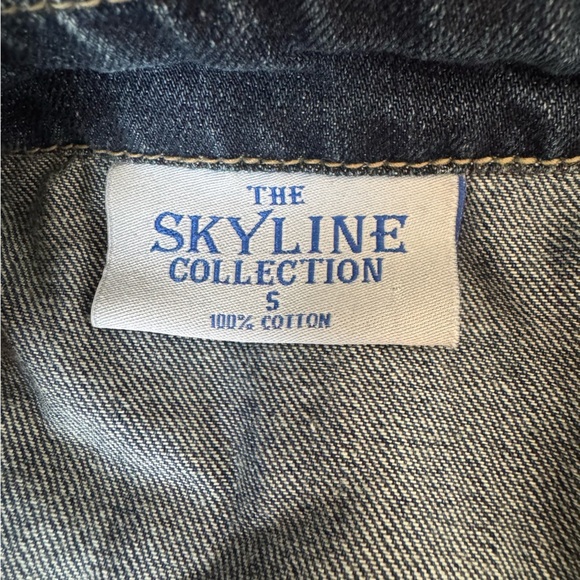 THE
SKYLINE
COLLECTION
S
100% COTTON